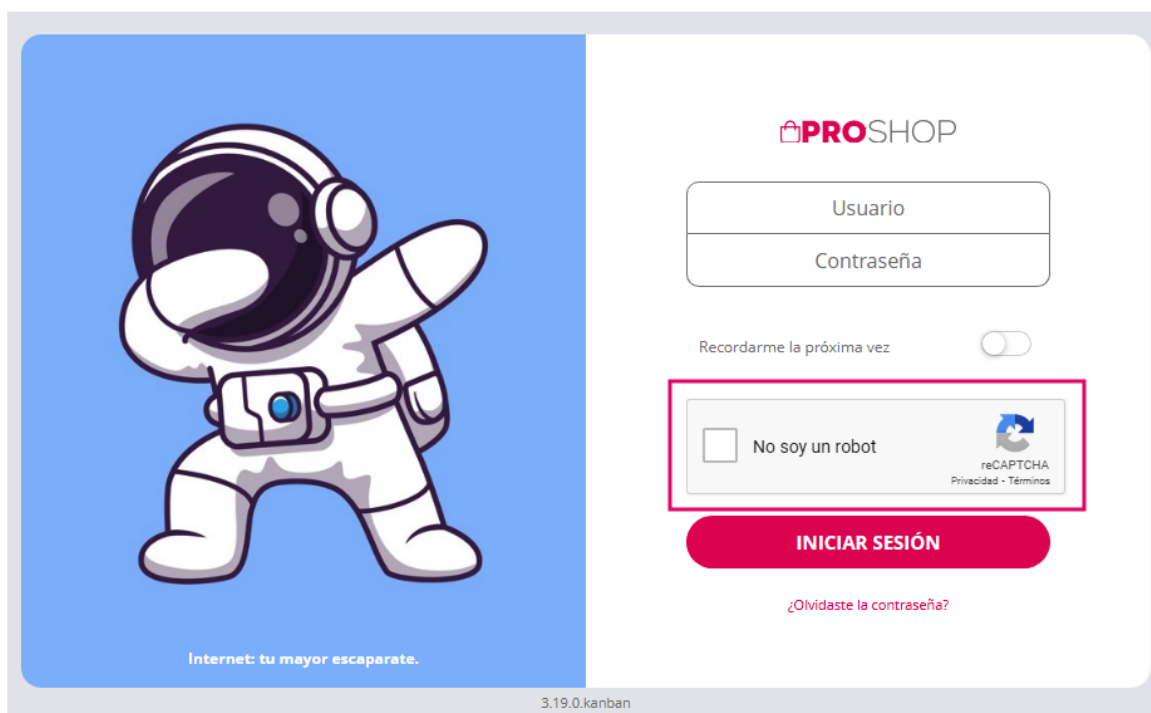 PROSHOP
Usuario
Contraseña
Recordarme la próxima vez
No soy un robot
reCAPTCHA
Privacidad - Términos
INICIAR SESIÓN
¿Olvidaste la contraseña?
Internet: tu mayor escaparate.
3.19.0.kanban